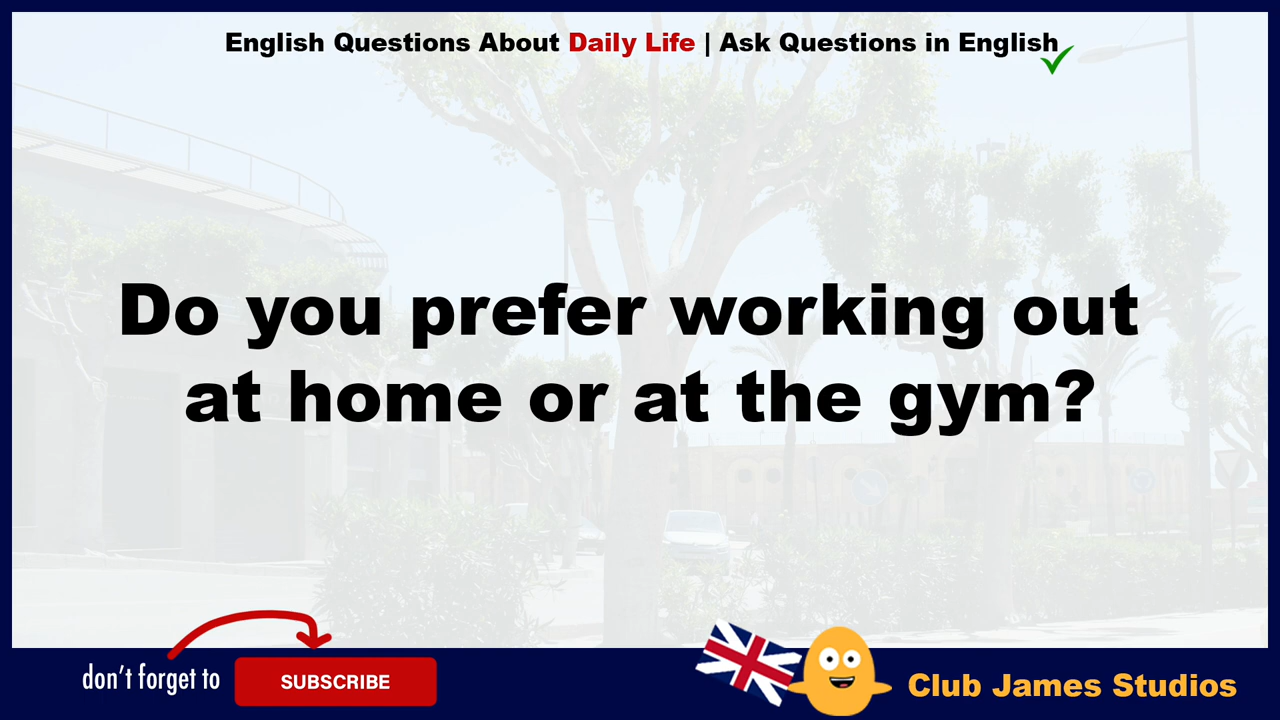 English Questions About Daily Life | Ask Questions in English
Do you prefer working out
at home or at the gym?
don't forget to
SUBSCRIBE
Club James Studios